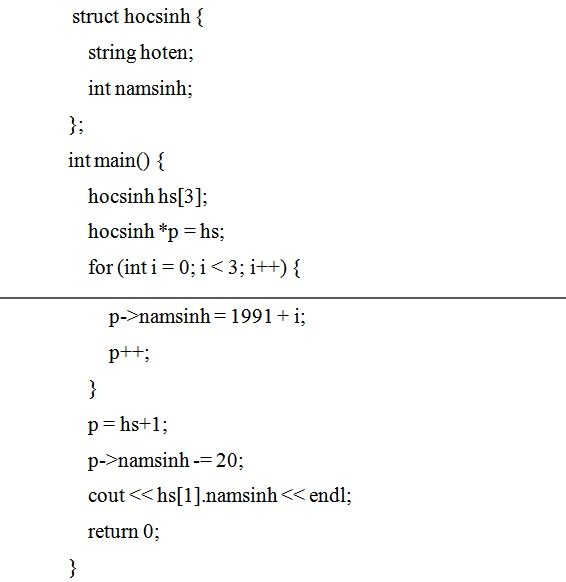 struct hocsinh {
string hoten;
int namsinh;
};
int main() {
hocsinh hs[3];
hocsinh *p = hs;
for (int i = 0; i < 3; i++) {
p->namsinh = 1991 + i;
p++;
}
p = hs+1;
p->namsinh -= 20;
cout << hs[1].namsinh << endl;
return 0;
}